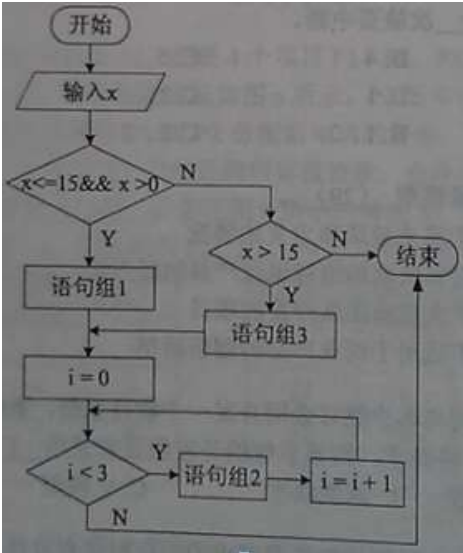 开始
输入x
x<=15&& x >0
N
Y
x > 15
N
结束
语句组1
Y
语句组3
i = 0
i < 3
Y
语句组2
i = i + 1
N